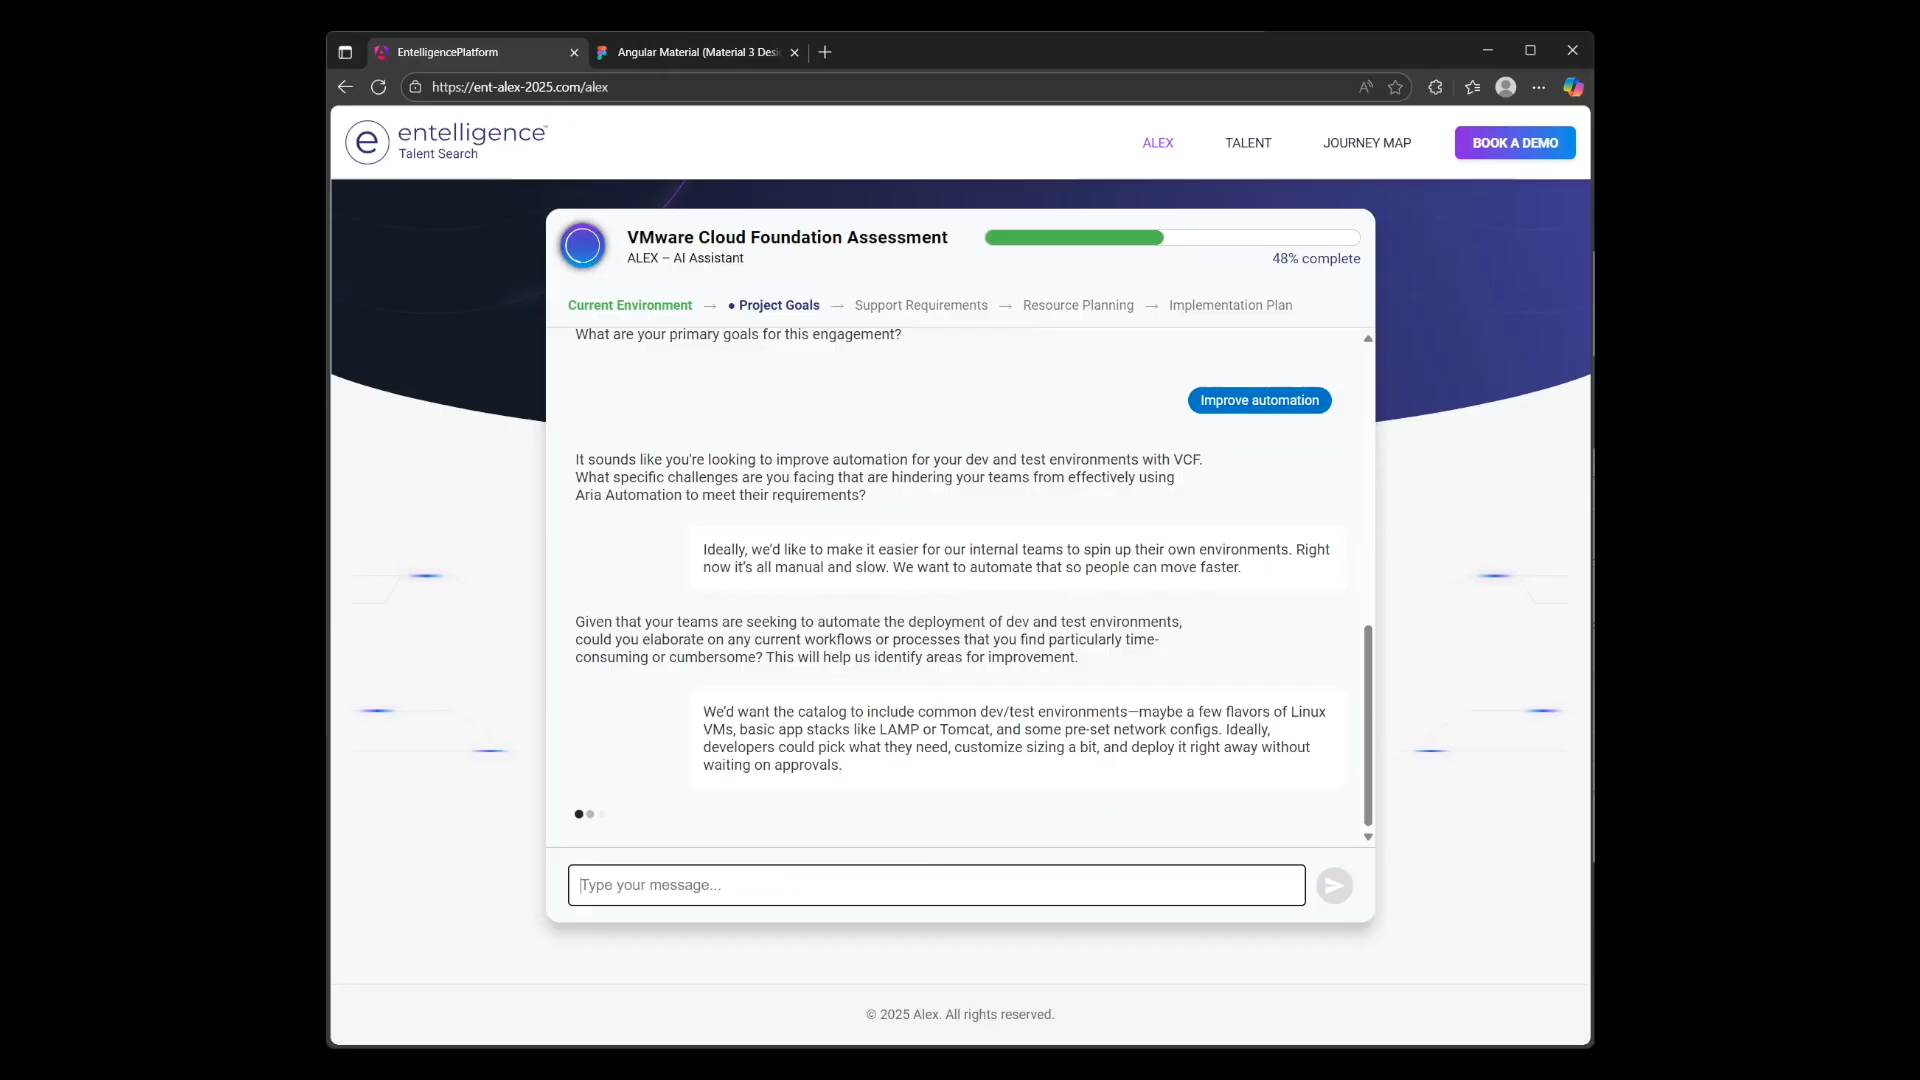 EntelligencePlatform
Angular Material (Material 3 Desi
https://ent-alex-2025.com/alex
entelligence™
Talent Search
ALEX
TALENT
JOURNEY MAP
BOOK A DEMO
VMware Cloud Foundation Assessment
ALEX – AI Assistant
48% complete
Current Environment → • Project Goals → Support Requirements → Resource Planning → Implementation Plan
What are your primary goals for this engagement?
Improve automation
It sounds like you're looking to improve automation for your dev and test environments with VCF.
What specific challenges are you facing that are hindering your teams from effectively using
Aria Automation to meet their requirements?
Ideally, we’d like to make it easier for our internal teams to spin up their own environments. Right
now it’s all manual and slow. We want to automate that so people can move faster.
Given that your teams are seeking to automate the deployment of dev and test environments,
could you elaborate on any current workflows or processes that you find particularly time-
consuming or cumbersome? This will help us identify areas for improvement.
We’d want the catalog to include common dev/test environments—maybe a few flavors of Linux
VMs, basic app stacks like LAMP or Tomcat, and some pre-set network configs. Ideally,
developers could pick what they need, customize sizing a bit, and deploy it right away without
waiting on approvals.
Type your message...
© 2025 Alex. All rights reserved.